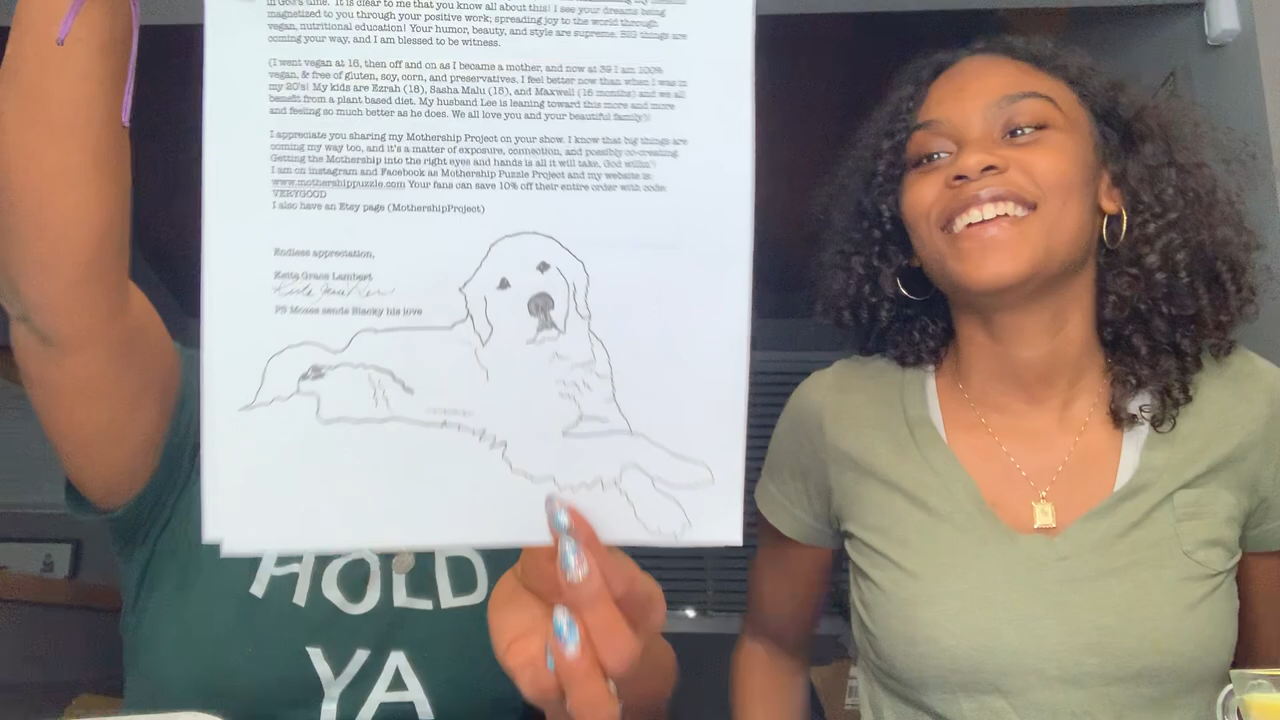 in God's time. It is clear to me that you know all about this! I see your dreams being
magnetized to you through your positive work; spreading joy to the world through
vegan, nutritional education! Your humor, beauty, and style are supreme. BIG things are
coming your way, and I am blessed to be witness.
(I went vegan at 16, then off and on as I became a mother, and now at 39 I am 100%
vegan, & free of gluten, soy, corn, and preservatives. I feel better now than when I was in
my 20's! My kids are Ezrah (18), Sasha Malu (15), and Maxwell (16 months) and we all
benefit from a plant based diet. My husband Lee is leaning toward this more and more
and feeling so much better as he does. We all love you and your beautiful family!)
I appreciate you sharing my Mothership Project on your show. I know that big things are
coming my way too, and it's a matter of exposure, connection, and possibly co-creating.
Getting the Mothership into the right eyes and hands is all it will take, God willin'!
I am on instagram and Facebook as Mothership Puzzle Project and my website is:
www.mothershippuzzle.com Your fans can save 10% off their entire order with code:
VERYGOOD
I also have an Etsy page (MothershipProject)
Endless appreciation,
Grace Lambert
PS Moses sends Blacky his love
HOLD
YA